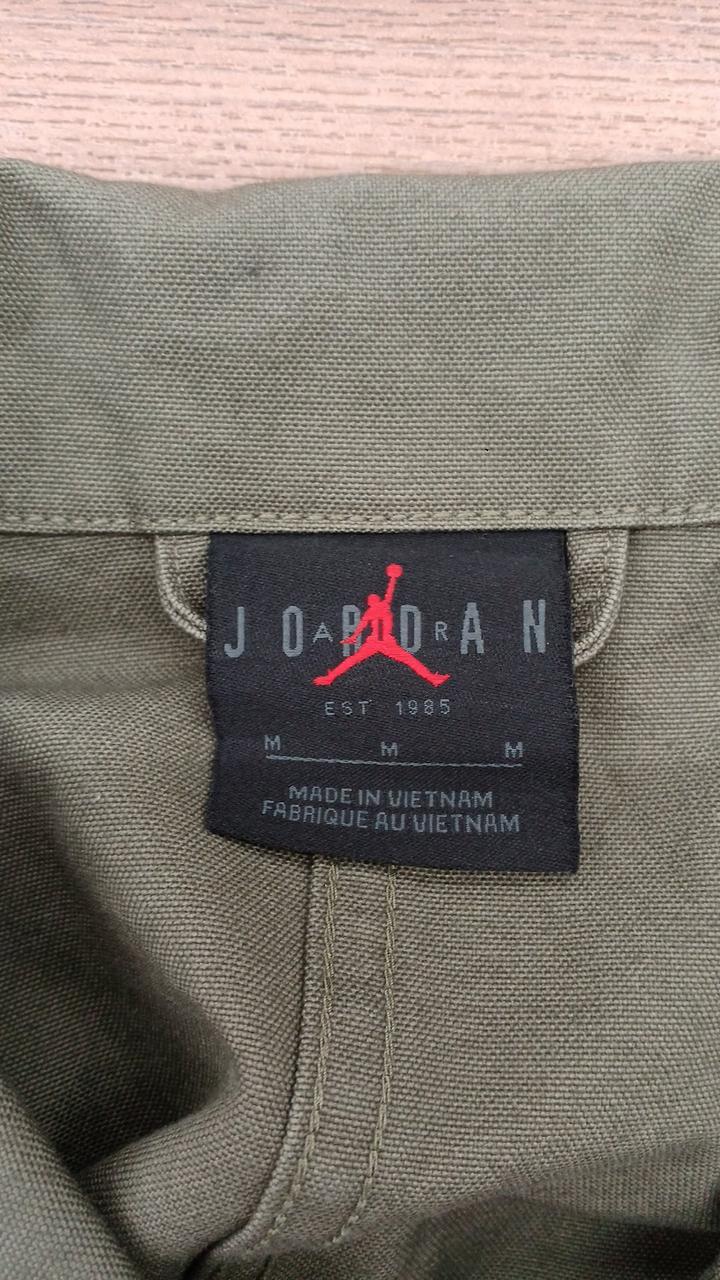 JORDAN
AIR
EST 1985
M M M
MADE IN VIETNAM
FABRIQUE AU VIETNAM